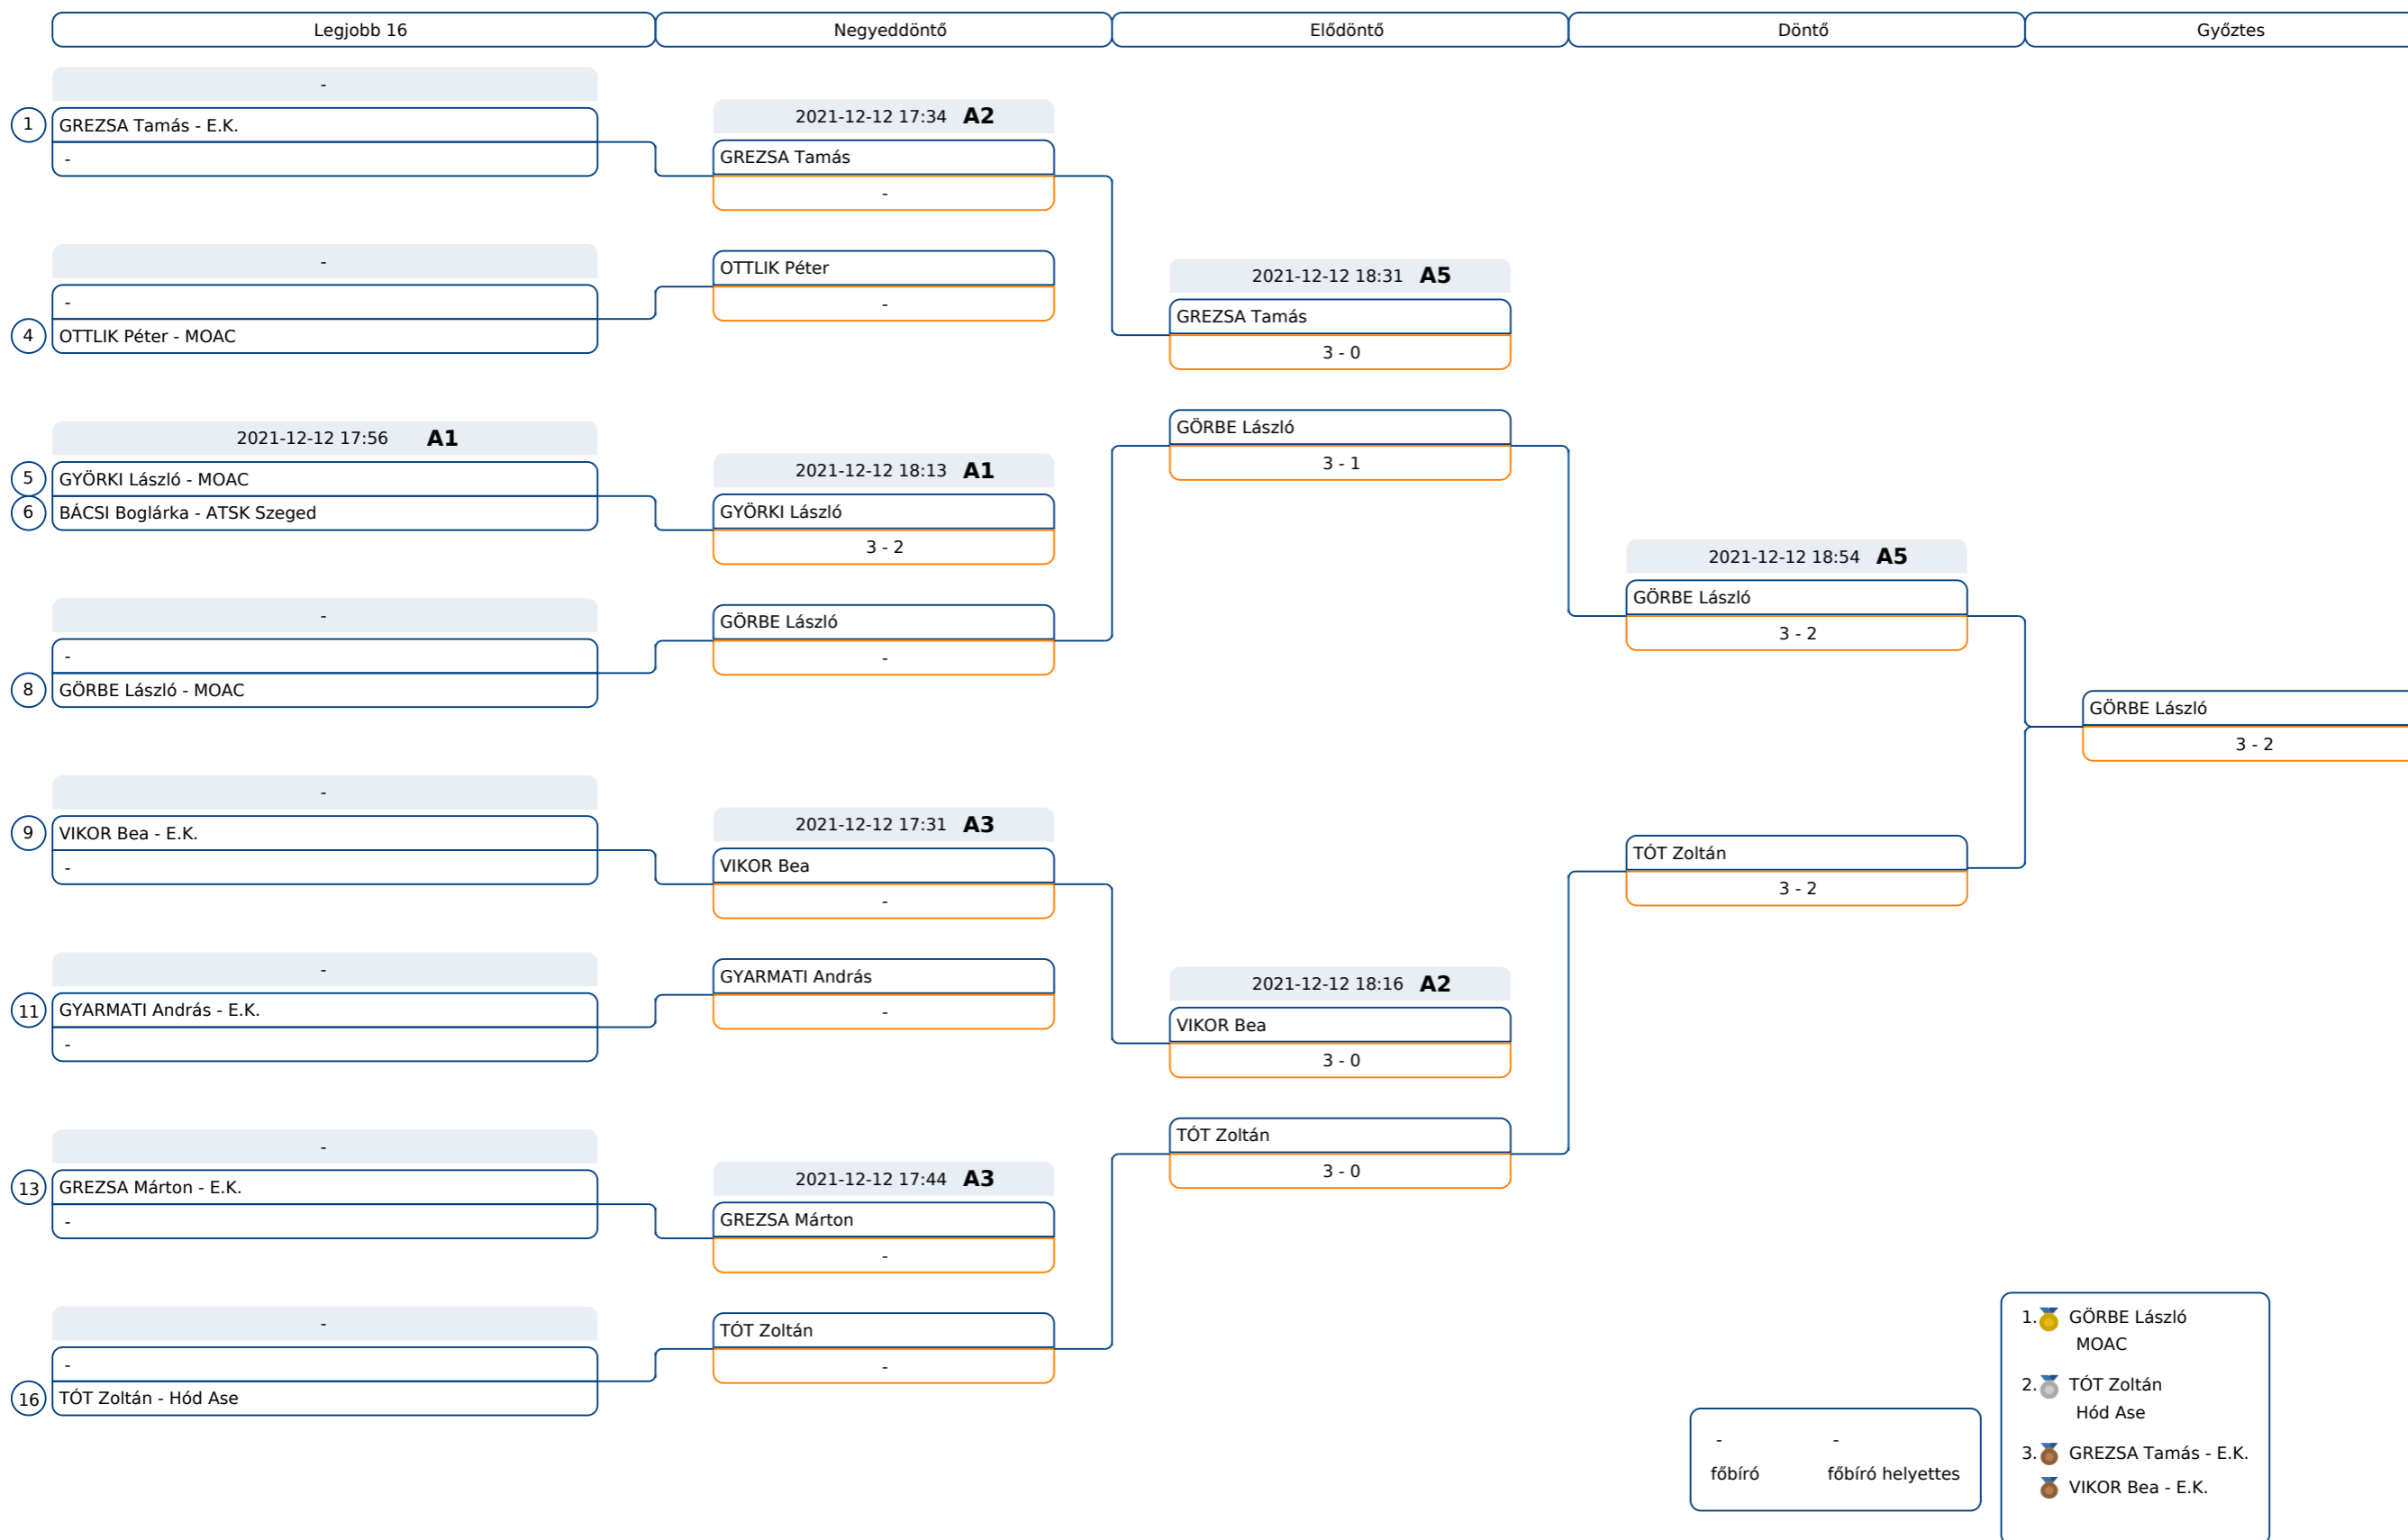 Legjobb 16
Negyeddöntő
Elődöntő
Döntő
Győztes
-
1
GREZSA Tamás - E.K.
-
-
-
4
OTTLIK Péter - MOAC
2021-12-12 17:56 A1
5
GYÖRKI László - MOAC
6
BÁCSI Boglárka - ATSK Szeged
-
-
8
GÖRBE László - MOAC
-
9
VIKOR Bea - E.K.
-
-
11
GYARMATI András - E.K.
-
-
13
GREZSA Márton - E.K.
-
-
-
16
TÓT Zoltán - Hód Ase
2021-12-12 17:34 A2
GREZSA Tamás
-
OTTLIK Péter
-
2021-12-12 18:13 A1
GYÖRKI László
3 - 2
GÖRBE László
-
2021-12-12 17:31 A3
VIKOR Bea
-
GYARMATI András
-
2021-12-12 17:44 A3
GREZSA Márton
-
TÓT Zoltán
-
2021-12-12 18:31 A5
GREZSA Tamás
3 - 0
GÖRBE László
3 - 1
2021-12-12 18:16 A2
VIKOR Bea
3 - 0
TÓT Zoltán
3 - 0
2021-12-12 18:54 A5
GÖRBE László
3 - 2
TÓT Zoltán
3 - 2
GÖRBE László
3 - 2
- -
főbíró főbíró helyettes
1. GÖRBE László
MOAC
2. TÓT Zoltán
Hód Ase
3. GREZSA Tamás - E.K.
VIKOR Bea - E.K.